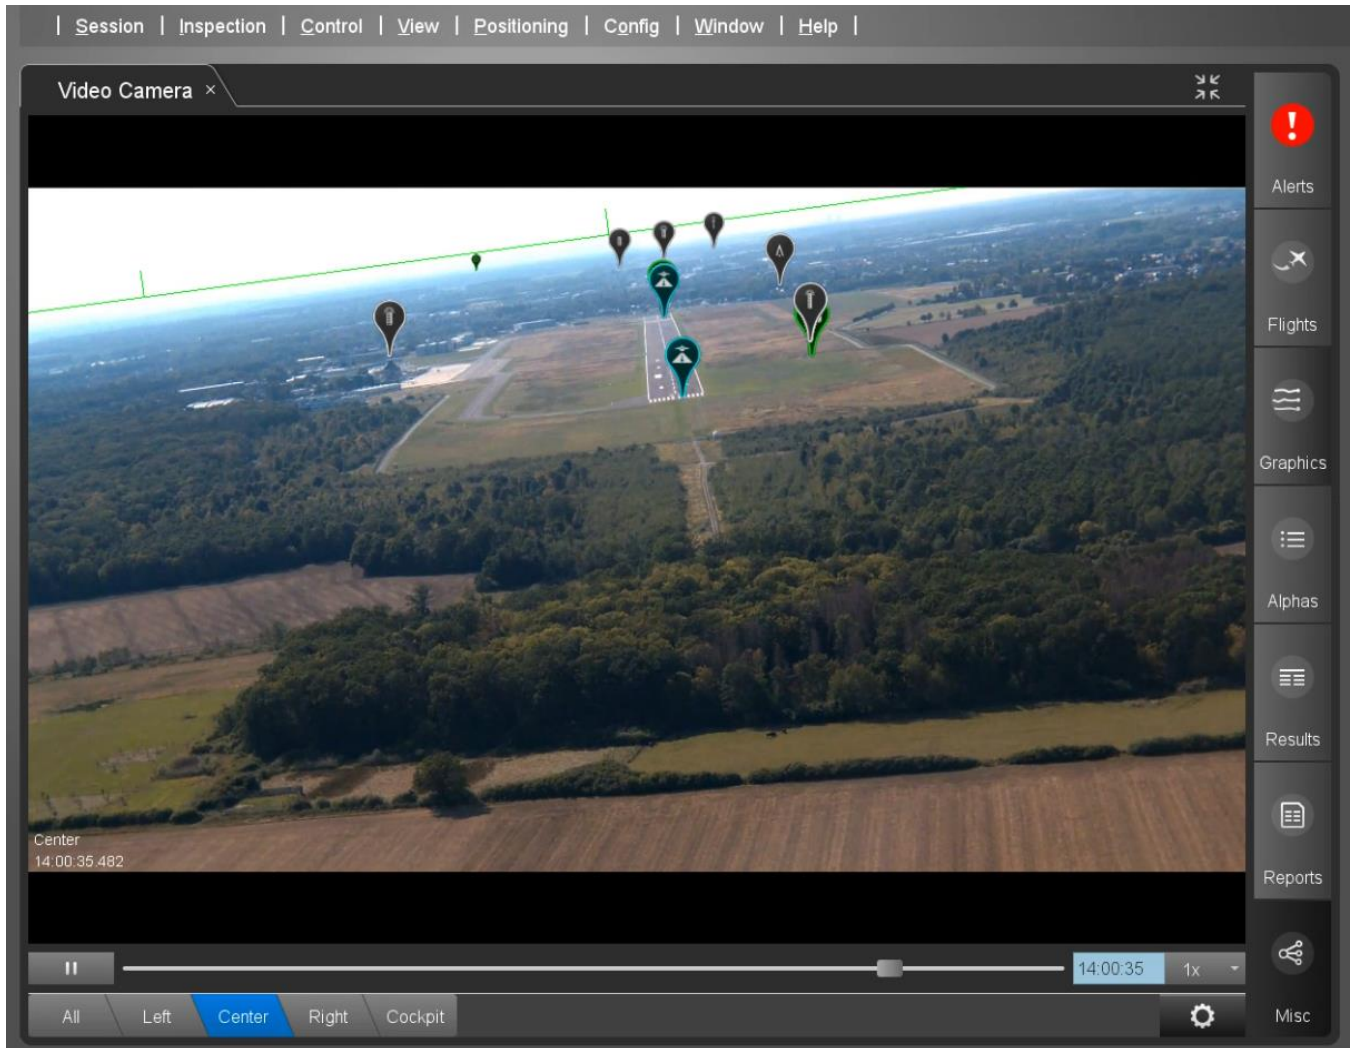 | Session | Inspection | Control | View | Positioning | Config | Window | Help |
Video Camera ×
Alerts
Flights
Graphics
Alphas
Results
Reports
Misc
Center
14:00:35.482
14:00:35 1x
All Left Center Right Cockpit